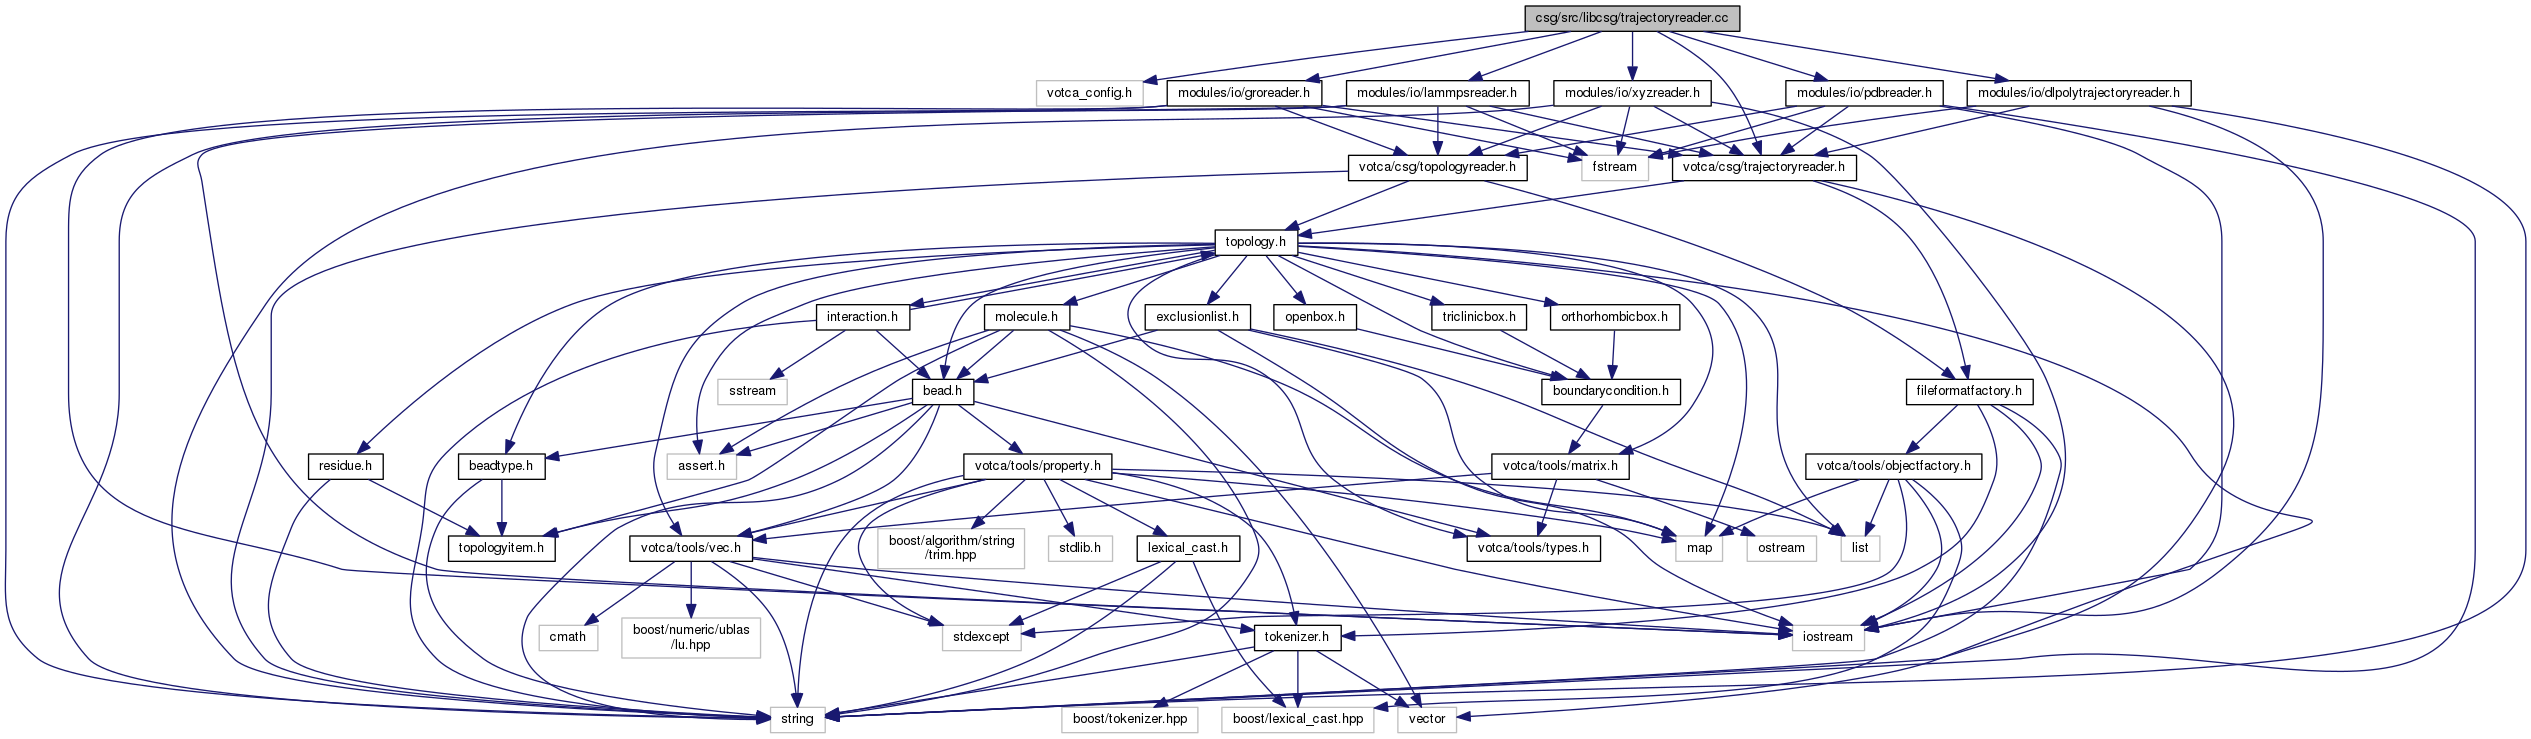 csg/src/libcsg/trajectoryreader.cc
votca_config.h
modules/io/groreader.h
modules/io/lammpsreader.h
modules/io/xyzreader.h
modules/io/pdbreader.h
modules/io/dlpolytrajectoryreader.h
votca/csg/topologyreader.h
fstream
votca/csg/trajectoryreader.h
topology.h
interaction.h
molecule.h
exclusionlist.h
openbox.h
triclinicbox.h
orthorhombicbox.h
sstream
bead.h
boundarycondition.h
fileformatfactory.h
residue.h
beadtype.h
assert.h
votca/tools/property.h
votca/tools/matrix.h
votca/tools/objectfactory.h
topologyitem.h
votca/tools/vec.h
boost/algorithm/string
/trim.hpp
stdlib.h
lexical_cast.h
votca/tools/types.h
map
ostream
list
cmath
boost/numeric/ublas
/lu.hpp
stdexcept
tokenizer.h
iostream
string
boost/tokenizer.hpp
boost/lexical_cast.hpp
vector